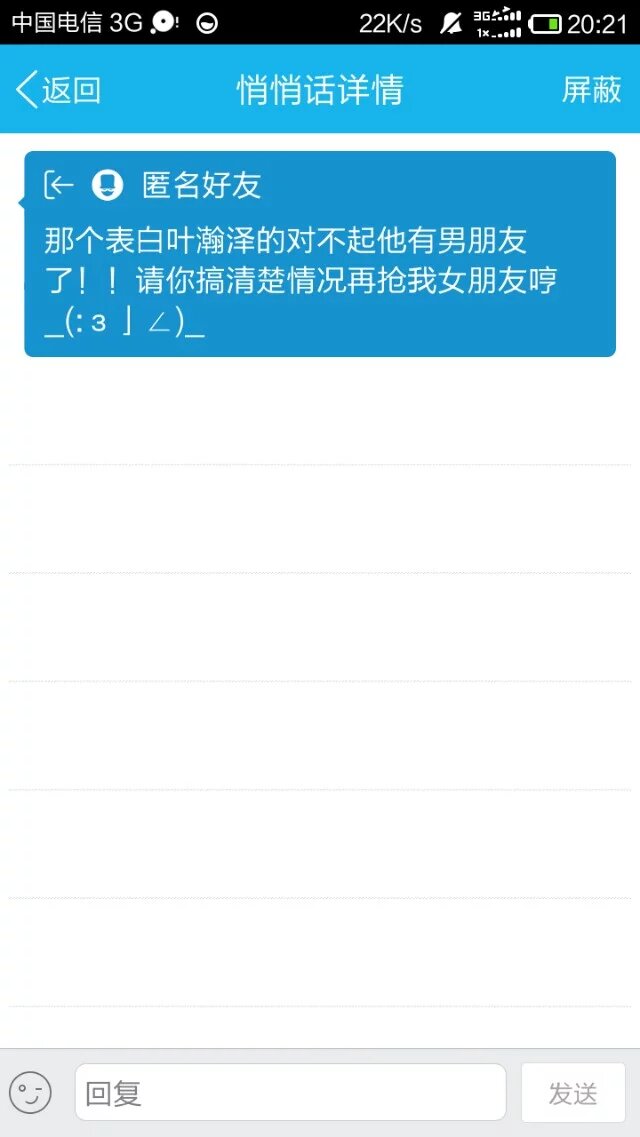 中国电信 3G 22K/s 3G 1x 20:21
返回 悄悄话详情 屏蔽
匿名好友
那个表白叶瀚泽的对不起他有男朋友
了！！请你搞清楚情况再抢我女朋友哼
_(:з」∠)_
回复 发送